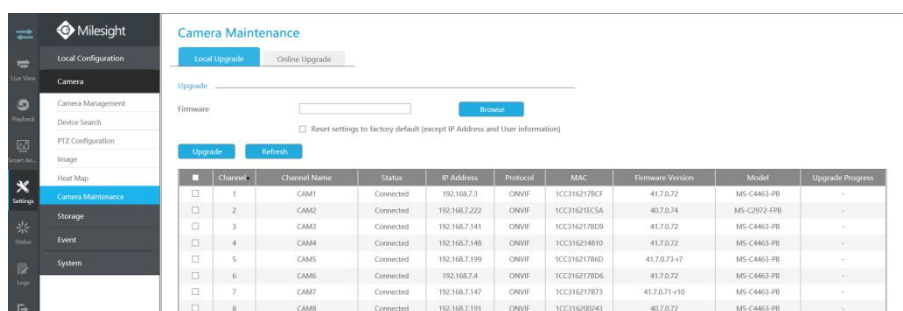 Milesight
Live View
Playback
Smart An...
Settings
Status
Logs
Local Configuration
Camera
Camera Management
Device Search
PTZ Configuration
Image
Heat Map
Camera Maintenance
Storage
Event
System
Camera Maintenance
Local Upgrade Online Upgrade
Upgrade
Firmware Browse
Reset settings to factory default (except IP Address and User information)
Upgrade Refresh
Channel Channel Name Status IP Address Protocol MAC Firmware Version Model Upgrade Progress
1 CAM1 Connected 192.168.7.3 ONVIF 1CC316217BCF 41.7.0.72 MS-C4463-PB -
2 CAM2 Connected 192.168.7.222 ONVIF 1CC31621EC5A 40.7.0.74 MS-C2972-FPB -
3 CAM3 Connected 192.168.7.141 ONVIF 1CC316217BD9 41.7.0.72 MS-C4463-PB -
4 CAM4 Connected 192.168.7.148 ONVIF 1CC316214810 41.7.0.72 MS-C4463-PB -
5 CAM5 Connected 192.168.7.199 ONVIF 1CC316217B6D 41.7.0.73-r7 MS-C4463-PB -
6 CAM6 Connected 192.168.7.4 ONVIF 1CC316217BD6 41.7.0.72 MS-C4463-PB -
7 CAM7 Connected 192.168.7.147 ONVIF 1CC316217B73 41.7.0.71-r10 MS-C4463-PB -
8 CAM8 Connected 192.168.7.191 ONVIF 1CC316200243 40.7.0.72 MS-C4463-PB -